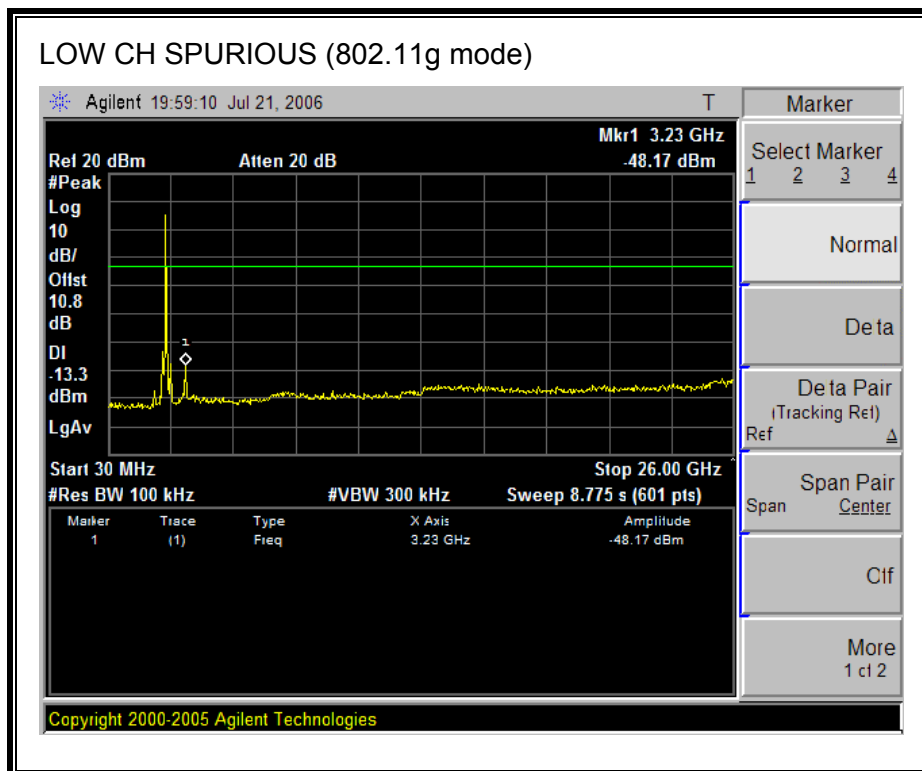 LOW CH SPURIOUS (802.11g mode)
Agilent 19:59:10 Jul 21, 2006 T
Mkr1 3.23 GHz
Ref 20 dBm Atten 20 dB -48.17 dBm
#Peak
Log
10
dB/
Offst
10.8
dB
DI
-13.3
dBm
LgAv
1
Start 30 MHz Stop 26.00 GHz
#Res BW 100 kHz #VBW 300 kHz Sweep 8.775 s (601 pts)
Marker Trace Type X Axis Amplitude
1 (1) Freq 3.23 GHz -48.17 dBm
Marker
Select Marker
1 2 3 4
Normal
Delta
Delta Pair
(Tracking Ref)
Ref Δ
Span Pair
Span Center
Off
More
1 of 2
Copyright 2000-2005 Agilent Technologies